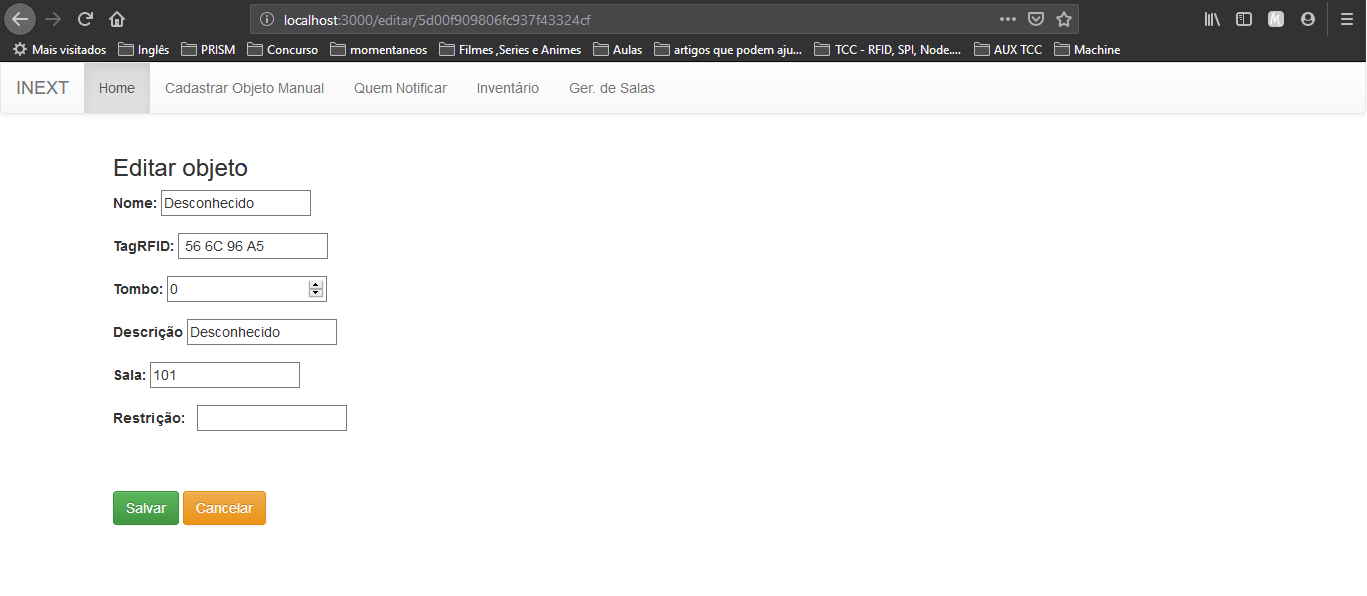 localhost:3000/editar/5d00f909806fc937f43324cf
Mais visitados Inglês PRISM Concurso momentaneos Filmes ,Series e Animes Aulas artigos que podem aju... TCC - RFID, SPI, Node.... AUX TCC Machine
INEXT Home Cadastrar Objeto Manual Quem Notificar Inventário Ger. de Salas
Editar objeto
Nome: Desconhecido
TagRFID: 56 6C 96 A5
Tombo: 0
Descrição Desconhecido
Sala: 101
Restrição:
Salvar Cancelar